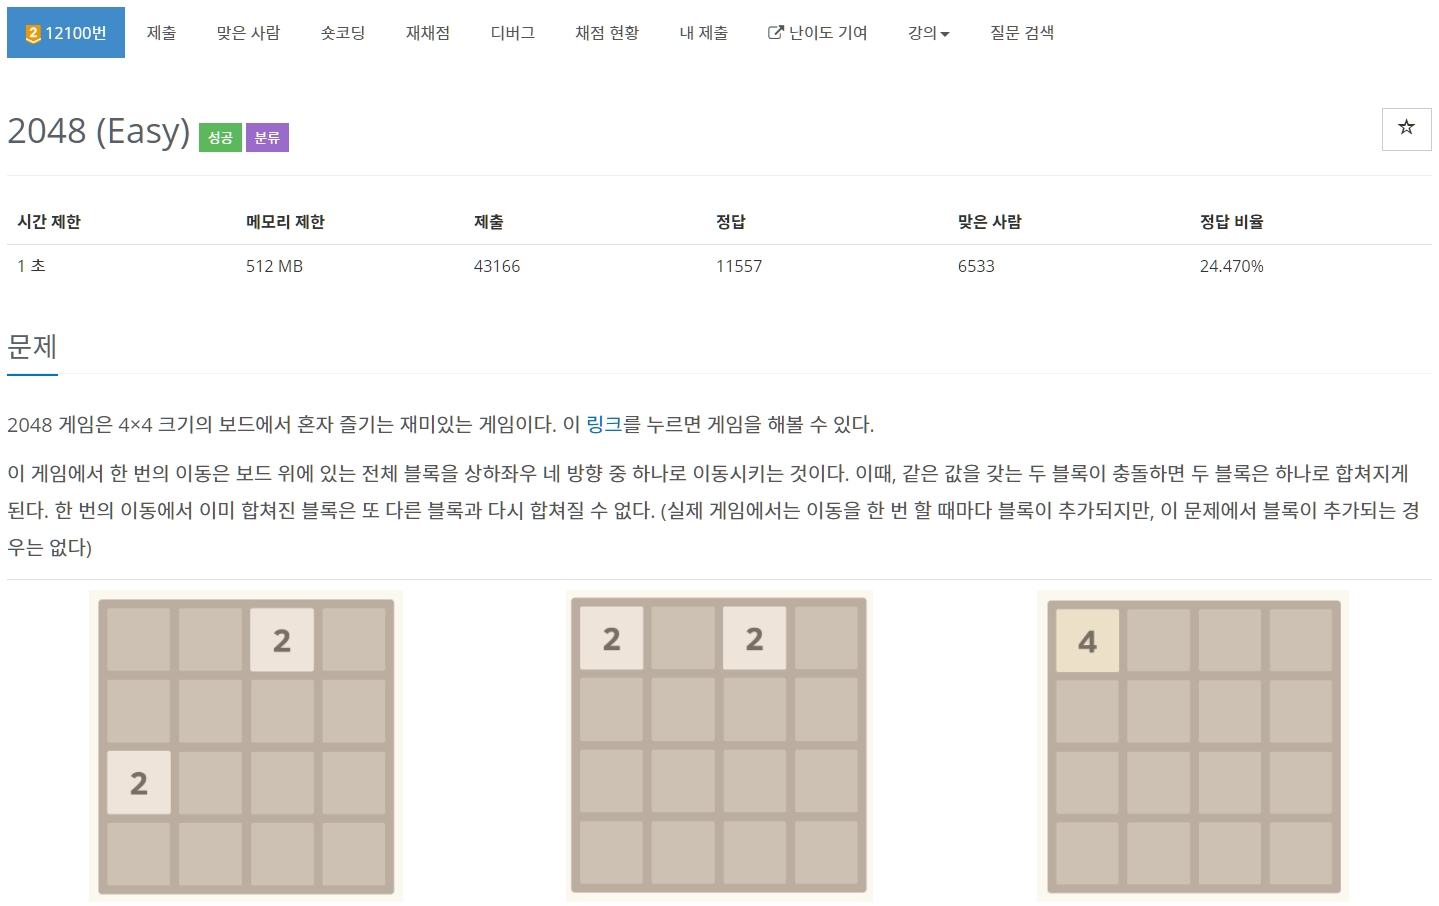 2 12100번 제출 맞은 사람 숏코딩 재채점 디버그 채점 현황 내 제출 난이도 기여 강의 질문 검색
2048 (Easy) 성공 분류
시간 제한 메모리 제한 제출 정답 맞은 사람 정답 비율
1 초 512 MB 43166 11557 6533 24.470%
문제
2048 게임은 4×4 크기의 보드에서 혼자 즐기는 재미있는 게임이다. 이 링크를 누르면 게임을 해볼 수 있다.
이 게임에서 한 번의 이동은 보드 위에 있는 전체 블록을 상하좌우 네 방향 중 하나로 이동시키는 것이다. 이때, 같은 값을 갖는 두 블록이 충돌하면 두 블록은 하나로 합쳐지게
된다. 한 번의 이동에서 이미 합쳐진 블록은 또 다른 블록과 다시 합쳐질 수 없다. (실제 게임에서는 이동을 한 번 할 때마다 블록이 추가되지만, 이 문제에서 블록이 추가되는 경
우는 없다)
2
2
2 2
4